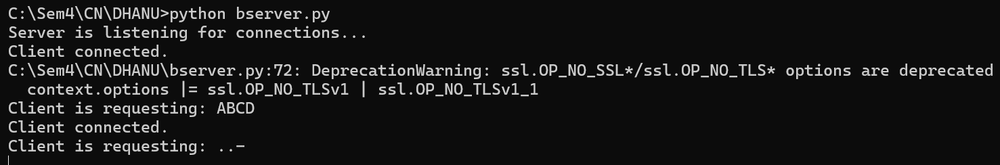 C:\Sem4\CN\DHANU>python bserver.py
Server is listening for connections...
Client connected.
C:\Sem4\CN\DHANU\bserver.py:72: DeprecationWarning: ssl.OP_NO_SSL*/ssl.OP_NO_TLS* options are deprecated
  context.options |= ssl.OP_NO_TLSv1 | ssl.OP_NO_TLSv1_1
Client is requesting: ABCD
Client connected.
Client is requesting: ..-